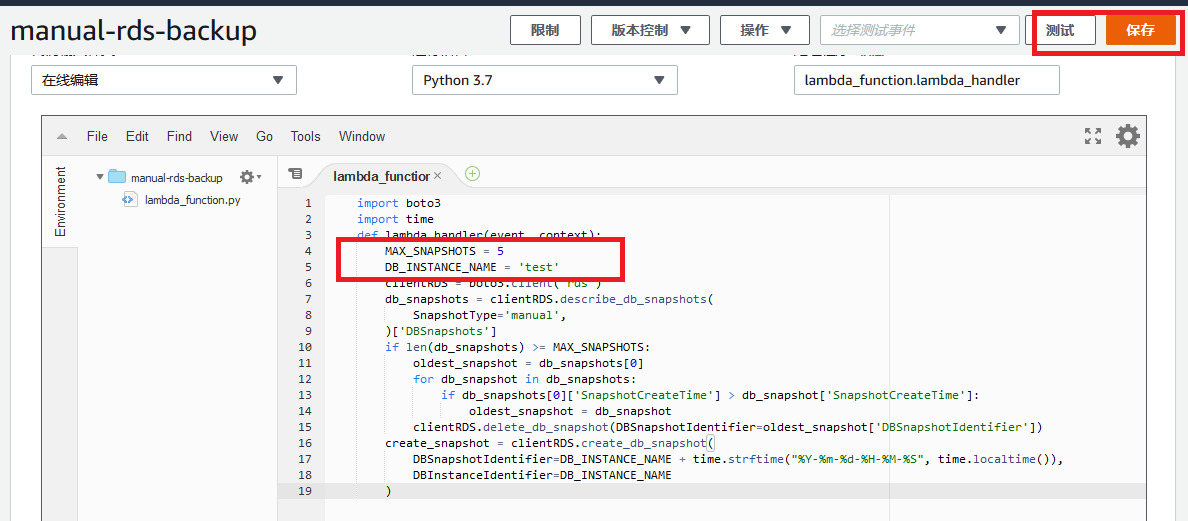 manual-rds-backup
限制
版本控制
操作
选择测试事件
测试
保存
在线编辑
Python 3.7
lambda_function.lambda_handler
File Edit Find View Go Tools Window
Environment
manual-rds-backup
lambda_function.py
lambda_function
1 import boto3
2 import time
3 def lambda_handler(event, context):
4 MAX_SNAPSHOTS = 5
5 DB_INSTANCE_NAME = 'test'
6 clientRDS = boto3.client('rds')
7 db_snapshots = clientRDS.describe_db_snapshots(
8 SnapshotType='manual',
9 )['DBSnapshots']
10 if len(db_snapshots) >= MAX_SNAPSHOTS:
11 oldest_snapshot = db_snapshots[0]
12 for db_snapshot in db_snapshots:
13 if db_snapshots[0]['SnapshotCreateTime'] > db_snapshot['SnapshotCreateTime']:
14 oldest_snapshot = db_snapshot
15 clientRDS.delete_db_snapshot(DBSnapshotIdentifier=oldest_snapshot['DBSnapshotIdentifier'])
16 create_snapshot = clientRDS.create_db_snapshot(
17 DBSnapshotIdentifier=DB_INSTANCE_NAME + time.strftime("%Y-%m-%d-%H-%M-%S", time.localtime()),
18 DBInstanceIdentifier=DB_INSTANCE_NAME
19 )